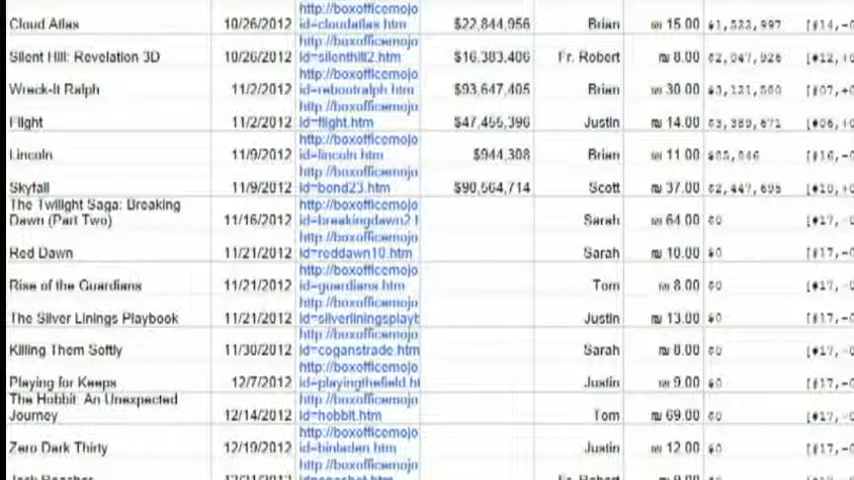 http://boxofficemojo
Cloud Atlas 10/26/2012 id=cloudatlas.htm $22,844,956 Brian 15.00
http://boxofficemojo
Silent Hill: Revelation 3D 10/26/2012 id=silenthill2.htm $16,383,406 Fr. Robert 8.00
http://boxofficemojo
Wreck-It Ralph 11/2/2012 id=rebootralph.htm $93,647,405 Brian 30.00
http://boxofficemojo
Flight 11/2/2012 id=flight.htm $47,455,396 Justin 14.00
http://boxofficemojo
Lincoln 11/9/2012 id=lincoln.htm $944,308 Brian 11.00
http://boxofficemojo
Skyfall 11/9/2012 id=bond23.htm $90,564,714 Scott 37.00
The Twilight Saga: Breaking http://boxofficemojo
Dawn (Part Two) 11/16/2012 id=breakingdawn2 Sarah 64.00 $0
http://boxofficemojo
Red Dawn 11/21/2012 id=reddawn10.htm Sarah 10.00 $0
http://boxofficemojo
Rise of the Guardians 11/21/2012 id=guardians.htm Tom 8.00 $0
http://boxofficemojo
The Silver Linings Playbook 11/21/2012 id=silverliningsplayb Justin 13.00 $0
http://boxofficemojo
Killing Them Softly 11/30/2012 id=coganstrade.htm Sarah 8.00 $0
http://boxofficemojo
Playing for Keeps 12/7/2012 id=playingthefield.ht Justin 9.00 $0
The Hobbit: An Unexpected http://boxofficemojo
Journey 12/14/2012 id=hobbit.htm Tom 69.00 $0
http://boxofficemojo
Zero Dark Thirty 12/19/2012 id=binladen.htm Justin 12.00 $0
http://boxofficemojo